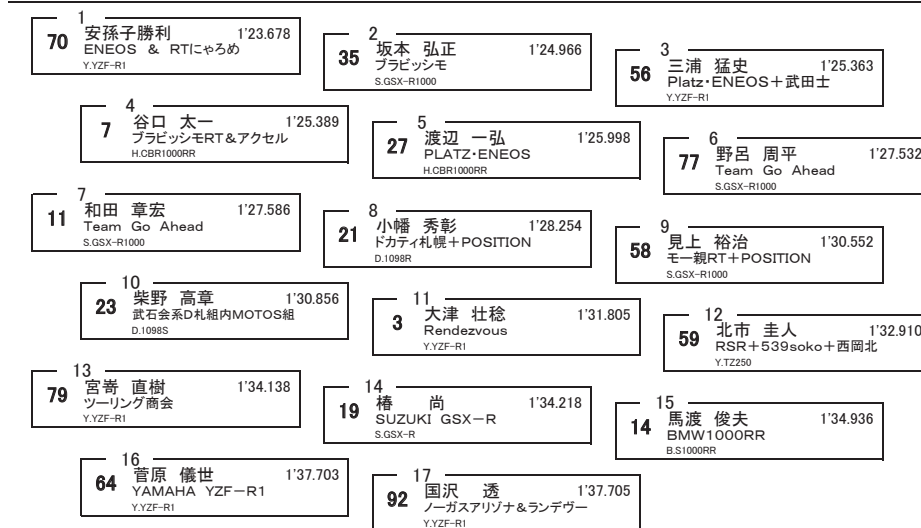 1
70 安孫子勝利 1'23.678
ENEOS & RTにゃろめ
Y.YZF-R1
2
35 坂本 弘正 1'24.966
ブラビッシモ
S.GSX-R1000
3
56 三浦 猛史 1'25.363
Platz・ENEOS＋武田士
Y.YZF-R1
4
7 谷口 太一 1'25.389
ブラビッシモRT＆アクセル
H.CBR1000RR
5
27 渡辺 一弘 1'25.998
PLATZ・ENEOS
H.CBR1000RR
6
77 野呂 周平 1'27.532
Team Go Ahead
S.GSX-R1000
7
11 和田 章宏 1'27.586
Team Go Ahead
S.GSX-R1000
8
21 小幡 秀彰 1'28.254
ドカティ札幌＋POSITION
D.1098R
9
58 見上 裕治 1'30.552
モー親RT＋POSITION
S.GSX-R1000
10
23 柴野 高章 1'30.856
武石会系D札組内MOTOS組
D.1098S
11
3 大津 壮稔 1'31.805
Rendezvous
Y.YZF-R1
12
59 北市 圭人 1'32.910
RSR＋539soko＋西岡北
Y.TZ250
13
79 宮嵜 直樹 1'34.138
ツーリング商会
Y.YZF-R1
14
19 椿 尚 1'34.218
SUZUKI GSX－R
S.GSX-R
15
14 馬渡 俊夫 1'34.936
BMW1000RR
B.S1000RR
16
64 菅原 儀世 1'37.703
YAMAHA YZF－R1
Y.YZF-R1
17
92 国沢 透 1'37.705
ノーガスアリゾナ＆ランデヴー
Y.YZF-R1